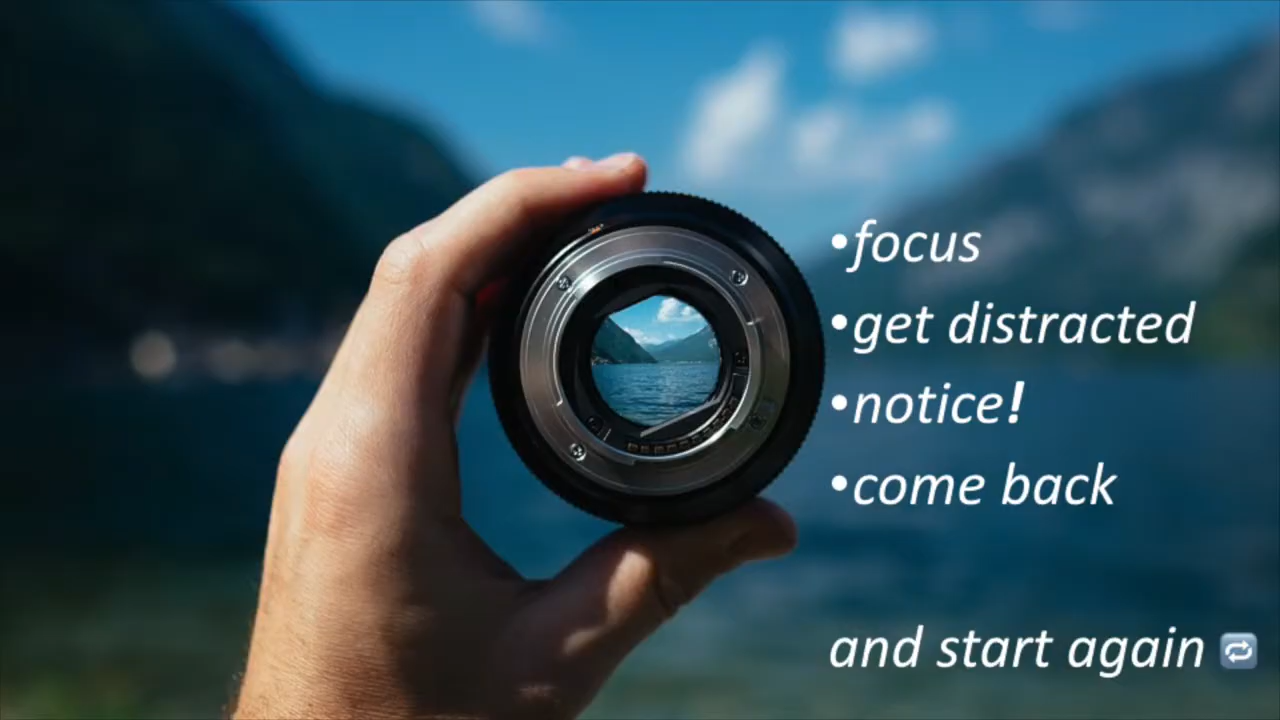 •focus
•get distracted
•notice!
•come back
and start again 🔁